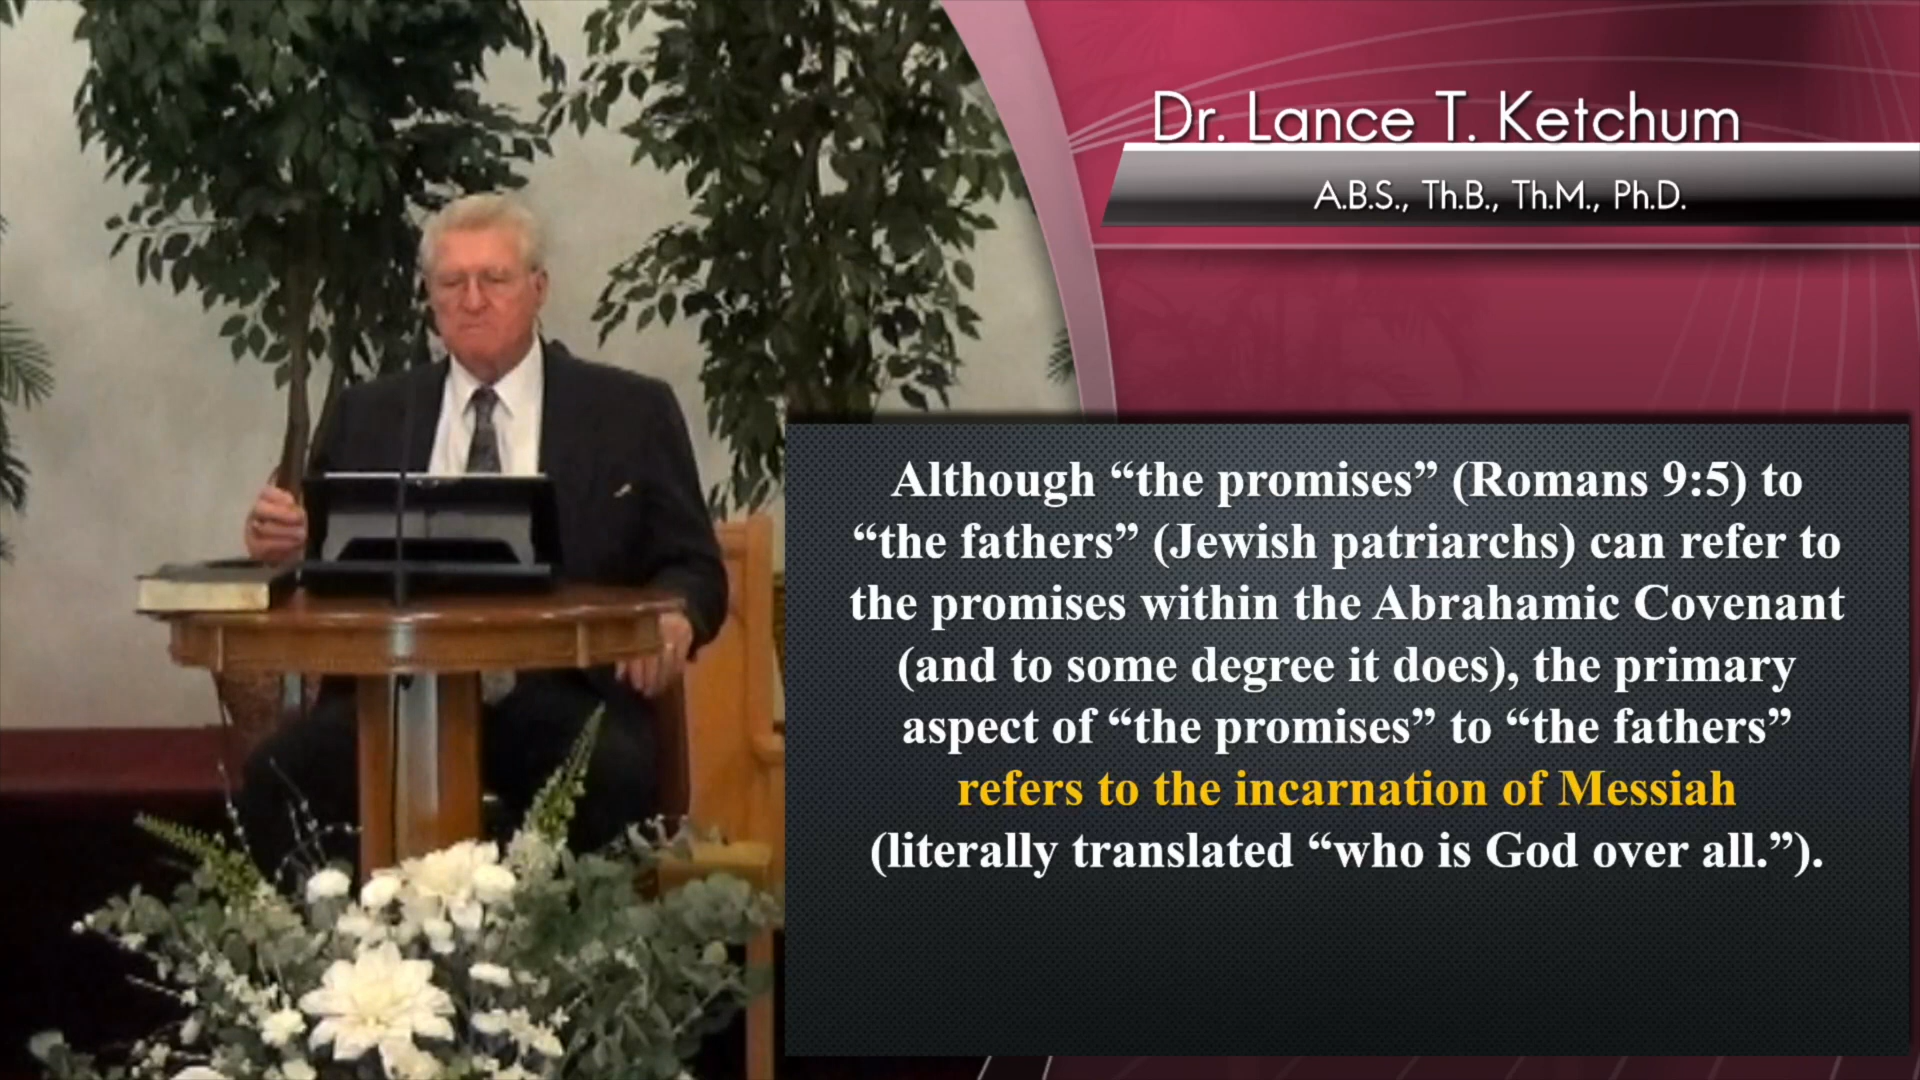 Dr. Lance T. Ketchum
A.B.S., Th.B., Th.M., Ph.D.
Although “the promises” (Romans 9:5) to
“the fathers” (Jewish patriarchs) can refer to
the promises within the Abrahamic Covenant
(and to some degree it does), the primary
aspect of “the promises” to “the fathers”
refers to the incarnation of Messiah
(literally translated “who is God over all.”).